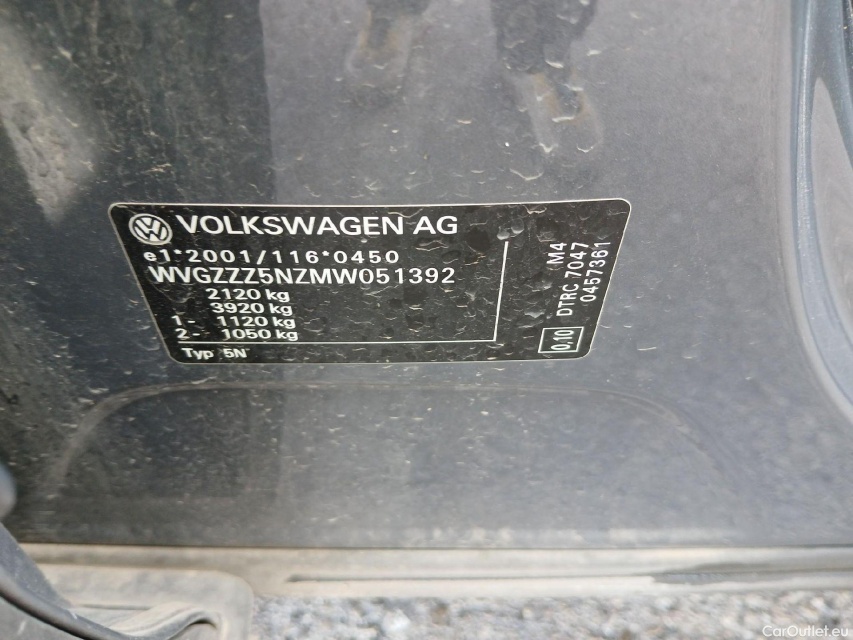 VOLKSWAGEN AG
e1*2001/116*0450
WVGZZZ5NZMW051392
2120 kg
3920 kg
1 - 1120 kg
2 - 1050 kg
Typ 5N
M4
DTRC 7047
0457361
0.10
CarOutlet.eu